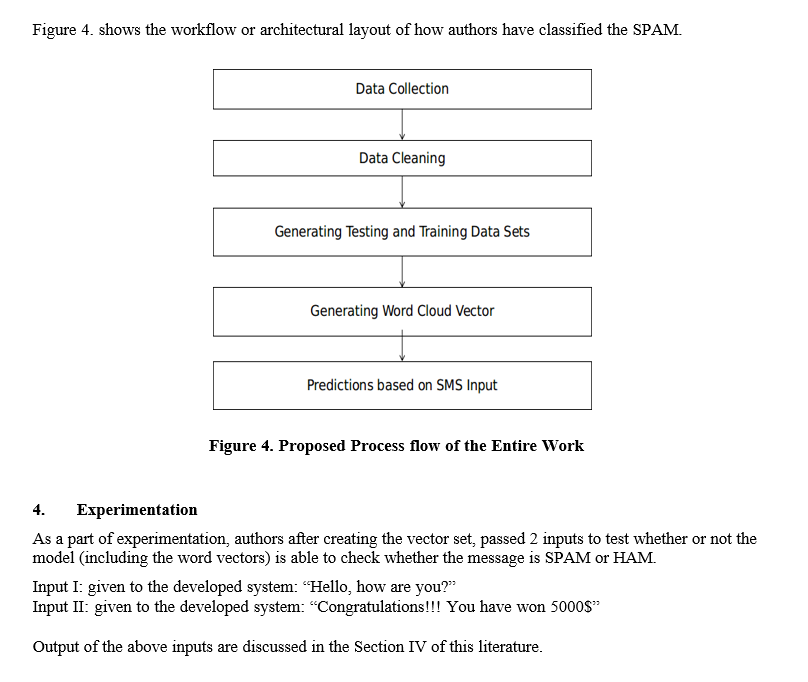 Figure 4. shows the workflow or architectural layout of how authors have classified the SPAM.
Data Collection
Data Cleaning
Generating Testing and Training Data Sets
Generating Word Cloud Vector
Predictions based on SMS Input
Figure 4. Proposed Process flow of the Entire Work
4. Experimentation
As a part of experimentation, authors after creating the vector set, passed 2 inputs to test whether or not the
model (including the word vectors) is able to check whether the message is SPAM or HAM.
Input I: given to the developed system: “Hello, how are you?”
Input II: given to the developed system: “Congratulations!!! You have won 5000$”
Output of the above inputs are discussed in the Section IV of this literature.